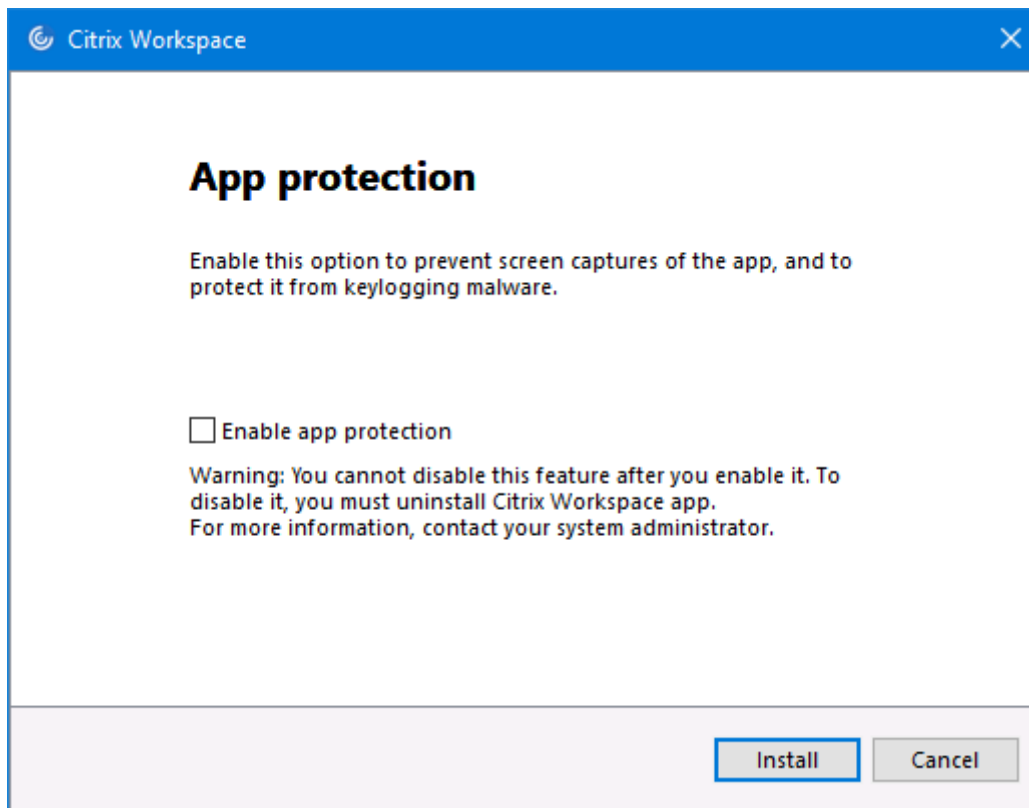 Citrix Workspace
App protection
Enable this option to prevent screen captures of the app, and to
protect it from keylogging malware.
Enable app protection
Warning: You cannot disable this feature after you enable it. To
disable it, you must uninstall Citrix Workspace app.
For more information, contact your system administrator.
Install Cancel